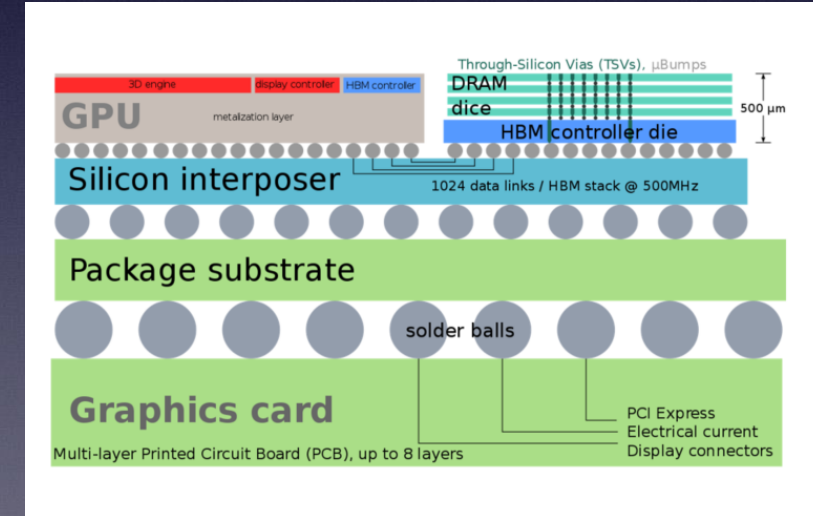 Through-Silicon Vias (TSVs), µBumps
3D engine
display controller
HBM controller
GPU
metalization layer
DRAM
dice
HBM controller die
500 µm
Silicon interposer
1024 data links / HBM stack @ 500MHz
Package substrate
solder balls
Graphics card
PCI Express
Electrical current
Display connectors
Multi-layer Printed Circuit Board (PCB), up to 8 layers